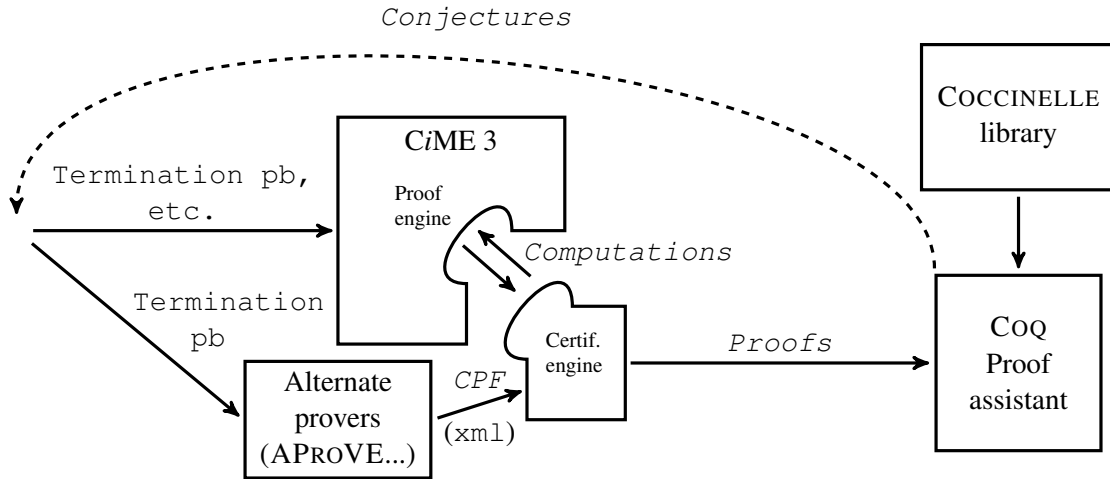 Conjectures
COCCINELLE
library
CiME 3
Proof
engine
Termination pb,
etc.
Computations
Termination
pb
Certif.
engine
Proofs
COQ
Proof
assistant
Alternate
provers
(APROVE...)
CPF
(xml)